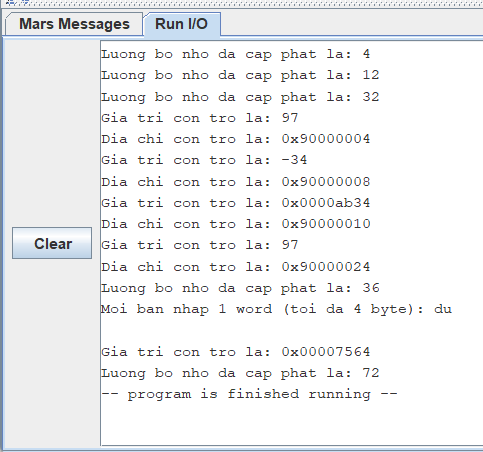 Mars Messages
Run I/O
Luong bo nho da cap phat la: 4
Luong bo nho da cap phat la: 12
Luong bo nho da cap phat la: 32
Gia tri con tro la: 97
Dia chi con tro la: 0x90000004
Gia tri con tro la: -34
Dia chi con tro la: 0x90000008
Gia tri con tro la: 0x0000ab34
Dia chi con tro la: 0x90000010
Gia tri con tro la: 97
Dia chi con tro la: 0x90000024
Luong bo nho da cap phat la: 36
Moi ban nhap 1 word (toi da 4 byte): du
Gia tri con tro la: 0x00007564
Luong bo nho da cap phat la: 72
-- program is finished running --
Clear